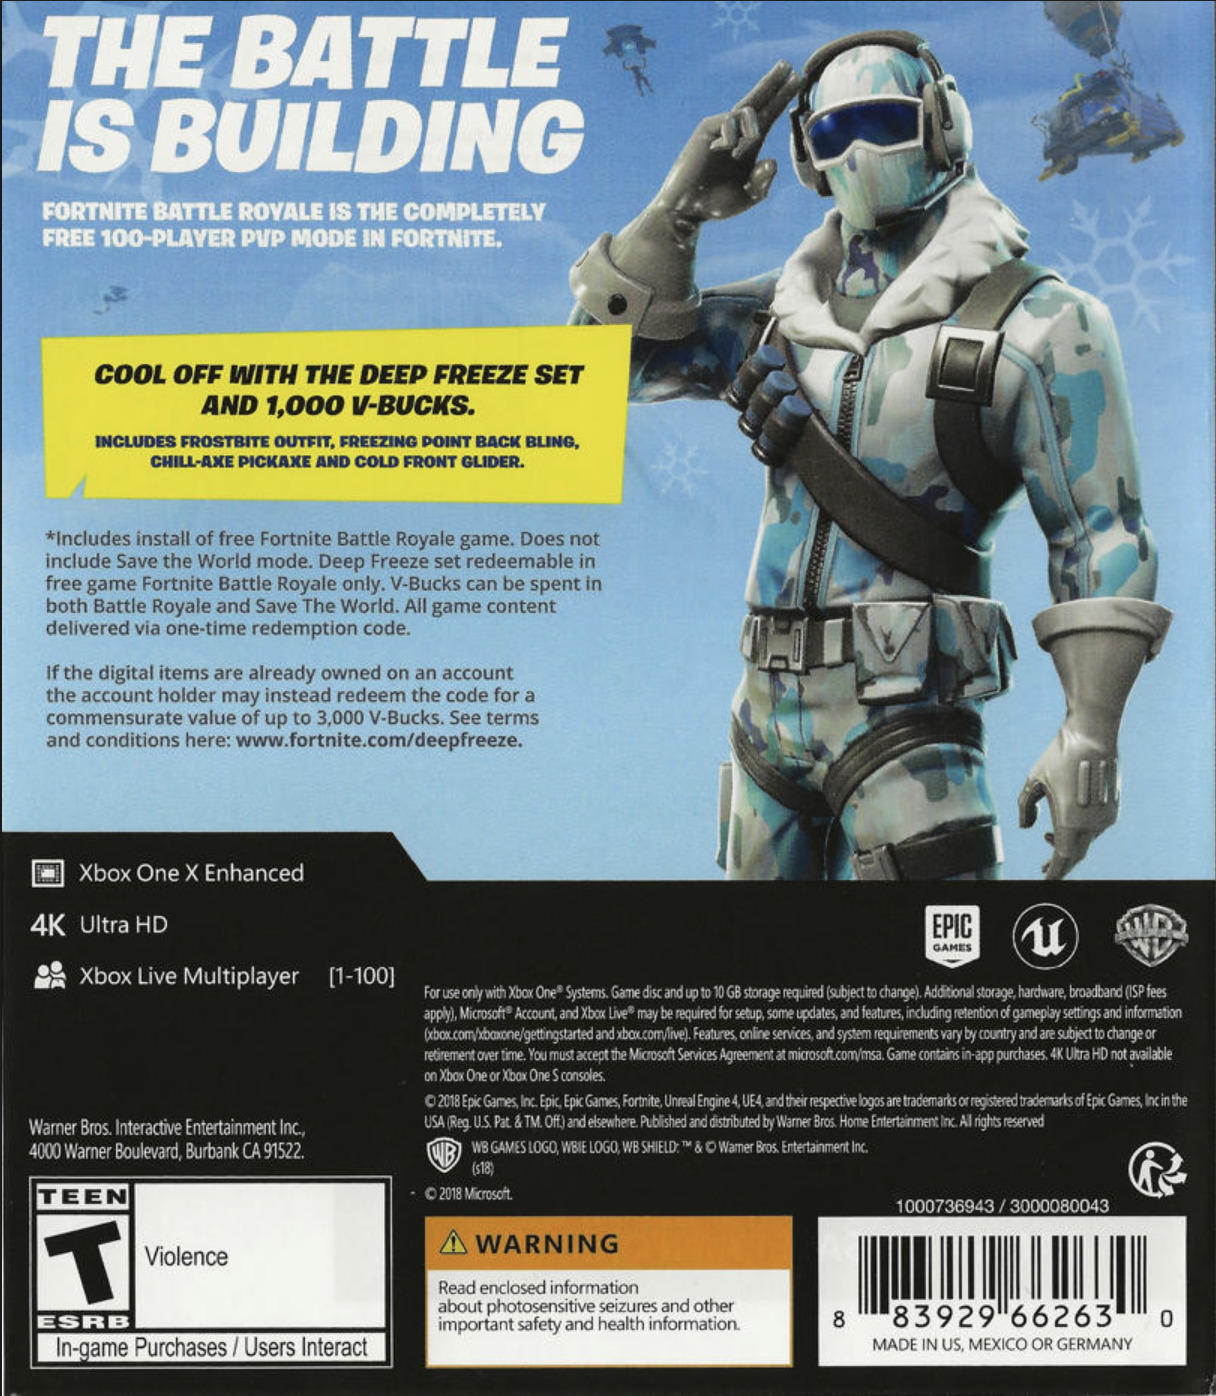 THE BATTLE
IS BUILDING
FORTNITE BATTLE ROYALE IS THE COMPLETELY
FREE 100-PLAYER PVP MODE IN FORTNITE.
COOL OFF WITH THE DEEP FREEZE SET
AND 1,000 V-BUCKS.
INCLUDES FROSTBITE OUTFIT, FREEZING POINT BACK BLING,
CHILL-AXE PICKAXE AND COLD FRONT GLIDER.
*Includes install of free Fortnite Battle Royale game. Does not
include Save the World mode. Deep Freeze set redeemable in
free game Fortnite Battle Royale only. V-Bucks can be spent in
both Battle Royale and Save The World. All game content
delivered via one-time redemption code.
If the digital items are already owned on an account
the account holder may instead redeem the code for a
commensurate value of up to 3,000 V-Bucks. See terms
and conditions here: www.fortnite.com/deepfreeze.
Xbox One X Enhanced
4K Ultra HD
Xbox Live Multiplayer [1-100]
EPIC
GAMES
WB
For use only with Xbox One® Systems. Game disc and up to 10 GB storage required (subject to change). Additional storage, hardware, broadband (ISP fees
apply), Microsoft® Account, and Xbox Live® may be required for setup, some updates, and features, including retention of gameplay settings and information
(xbox.com/xboxone/gettingstarted and xbox.com/live). Features, online services, and system requirements vary by country and are subject to change or
retirement over time. You must accept the Microsoft Services Agreement at microsoft.com/msa. Game contains in-app purchases. 4K Ultra HD not available
on Xbox One or Xbox One S consoles.
© 2018 Epic Games, Inc. Epic, Epic Games, Fortnite, Unreal Engine 4, UE4, and their respective logos are trademarks or registered trademarks of Epic Games, Inc in the
USA (Reg. U.S. Pat. & TM. Off.) and elsewhere. Published and distributed by Warner Bros. Home Entertainment Inc. All rights reserved
WB
WB GAMES LOGO, WBIE LOGO, WB SHIELD: ™ & © Warner Bros. Entertainment Inc.
(s18)
© 2018 Microsoft.
Warner Bros. Interactive Entertainment Inc.,
4000 Warner Boulevard, Burbank CA 91522.
TEEN
T
ESRB
Violence
In-game Purchases / Users Interact
WARNING
Read enclosed information
about photosensitive seizures and other
important safety and health information.
1000736943 / 3000080043
8 83929 66263 0
MADE IN US, MEXICO OR GERMANY